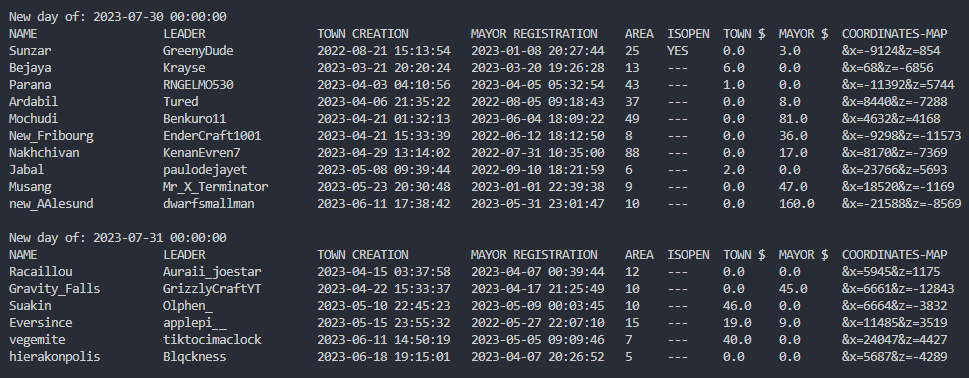 New day of: 2023-07-30 00:00:00
NAME LEADER TOWN CREATION MAYOR REGISTRATION AREA ISOPEN TOWN $ MAYOR $ COORDINATES-MAP
Sunzar GreenyDude 2022-08-21 15:13:54 2023-01-08 20:27:44 25 YES 0.0 3.0 &x=-9124&z=854
Bejaya Krayse 2023-03-21 20:20:24 2023-03-20 19:26:28 13 --- 6.0 0.0 &x=68&z=-6856
Parana RNGELMO530 2023-04-03 04:10:56 2023-04-05 05:32:54 43 --- 1.0 0.0 &x=-11392&z=5744
Ardabil Tured 2023-04-06 21:35:22 2022-08-05 09:18:43 37 --- 0.0 8.0 &x=8440&z=-7288
Mochudi Benkuro11 2023-04-21 01:32:13 2023-06-04 18:09:22 49 --- 0.0 81.0 &x=4632&z=4168
New_Fribourg EnderCraft1001 2023-04-21 15:33:39 2022-06-12 18:12:50 8 --- 0.0 36.0 &x=-9298&z=-11573
Nakhchivan KenanEvren7 2023-04-29 13:14:02 2022-07-31 10:35:00 88 --- 0.0 17.0 &x=8170&z=-7369
Jabal paulodejayet 2023-05-08 09:39:44 2022-09-10 18:21:59 6 --- 2.0 0.0 &x=23766&z=5693
Musang Mr_X_Terminator 2023-05-23 20:30:48 2023-01-01 22:39:38 9 --- 0.0 47.0 &x=18520&z=-1169
new_AAlesund dwarfsmallman 2023-06-11 17:38:42 2023-05-31 23:01:47 10 --- 0.0 160.0 &x=-21588&z=-8569
New day of: 2023-07-31 00:00:00
NAME LEADER TOWN CREATION MAYOR REGISTRATION AREA ISOPEN TOWN $ MAYOR $ COORDINATES-MAP
Racaillou Auraii_joestar 2023-04-15 03:37:58 2023-04-07 00:39:44 12 --- 0.0 0.0 &x=5945&z=1175
Gravity_Falls GrizzlyCraftYT 2023-04-22 15:33:37 2023-04-17 21:25:49 10 --- 0.0 45.0 &x=6661&z=-12843
Suakin Olphen_ 2023-05-10 22:45:23 2023-05-09 00:03:45 10 --- 46.0 0.0 &x=6664&z=-3832
Eversince applepi__ 2023-05-15 23:55:32 2022-05-27 22:07:10 15 --- 19.0 9.0 &x=11485&z=3519
vegemite tiktocimaclock 2023-06-11 14:50:19 2023-05-05 09:09:46 7 --- 40.0 0.0 &x=24047&z=4427
hierakonpolis Blqckness 2023-06-18 19:15:01 2023-04-07 20:26:52 5 --- 0.0 0.0 &x=5687&z=-4289